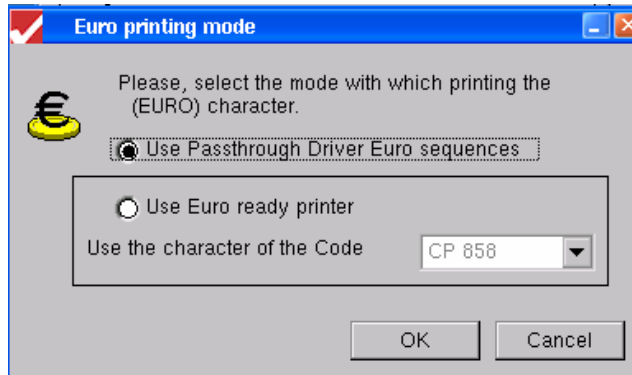 Euro printing mode
Please, select the mode with which printing the
(EURO) character.
Use Passthrough Driver Euro sequences
Use Euro ready printer
Use the character of the Code
CP 858
OK
Cancel